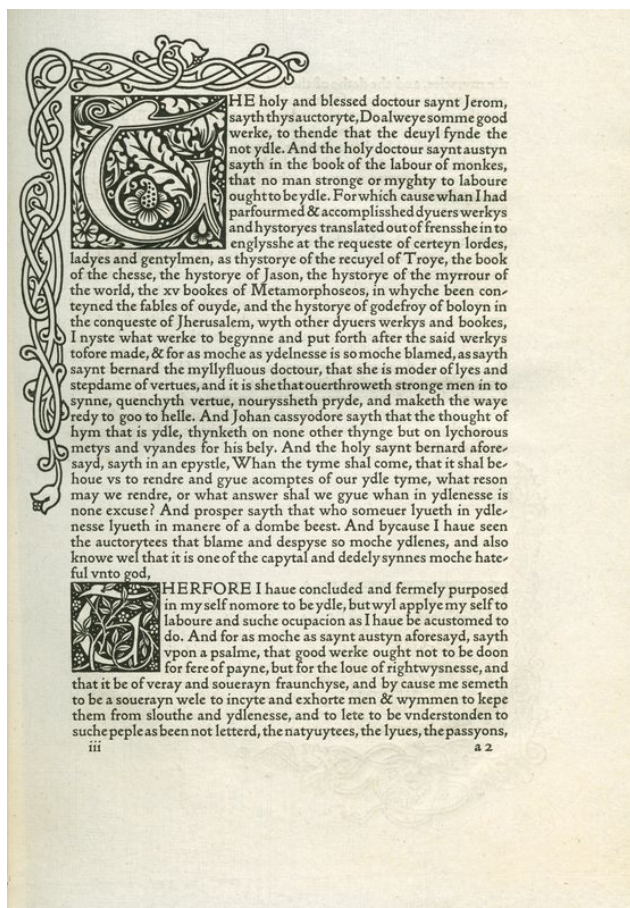 THE holy and blessed doctour saynt Jerom,
sayth thys auctoryte, Do alweye somme good
werke, to thende that the deuyl fynde the
not ydle. And the holy doctour saynt austyn
sayth in the book of the labour of monkes,
that no man stronge or myghty to laboure
ought to be ydle. For which cause whan I had
parfourmed & accomplisshed dyuers werkys
and hystoryes translated out of frensshe in to
englysshe at the requeste of certeyn lordes,
ladyes and gentylmen, as thystorye of the recuyel of Troye, the book
of the chesse, the hystorye of Jason, the hystorye of the myrrour of
the world, the xv bookes of Metamorphoseos, in whyche been con-
teyned the fables of ouyde, and the hystorye of godefroy of boloyn in
the conqueste of Jherusalem, wyth other dyuers werkys and bookes,
I nyste what werke to begynne and put forth after the said werkys
tofore made, & for as moche as ydelnesse is so moche blamed, as sayth
saynt bernard the myllyfluous doctour, that she is moder of lyes and
stepdame of vertues, and it is she that ouerthroweth stronge men in to
synne, quenchyth vertue, nouryssheth pryde, and maketh the waye
redy to goo to helle. And Johan cassyodore sayth that the thought of
hym that is ydle, thynketh on none other thynge but on lychorous
metys and vyandes for his bely. And the holy saynt bernard afore-
sayd, sayth in an epystle, Whan the tyme shal come, that it shal be-
houe vs to rendre and gyue acomptes of our ydle tyme, what reson
may we rendre, or what answer shal we gyue whan in ydlenesse is
none excuse? And prosper sayth that who someuer lyueth in ydle-
nesse lyueth in manere of a dombe beest. And bycause I haue seen
the auctorytees that blame and despyse so moche ydlenes, and also
knowe wel that it is one of the capytal and dedely synnes moche hate-
ful vnto god,
THERFORE I haue concluded and fermely purposed
in my self nomore to be ydle, but wyl applye my self to
laboure and suche ocupacion as I haue be acustomed to
do. And for as moche as saynt austyn aforesayd, sayth
vpon a psalme, that good werke ought not to be doon
for fere of payne, but for the loue of rightwysnesse, and
that it be of veray and souerayn fraunchyse, and by cause me semeth
to be a souerayn wele to incyte and exhorte men & wymmen to kepe
them from slouthe and ydlenesse, and to lete to be vnderstonden to
suche peple as been not letterd, the natyuytees, the lyues, the passyons,
iii a 2